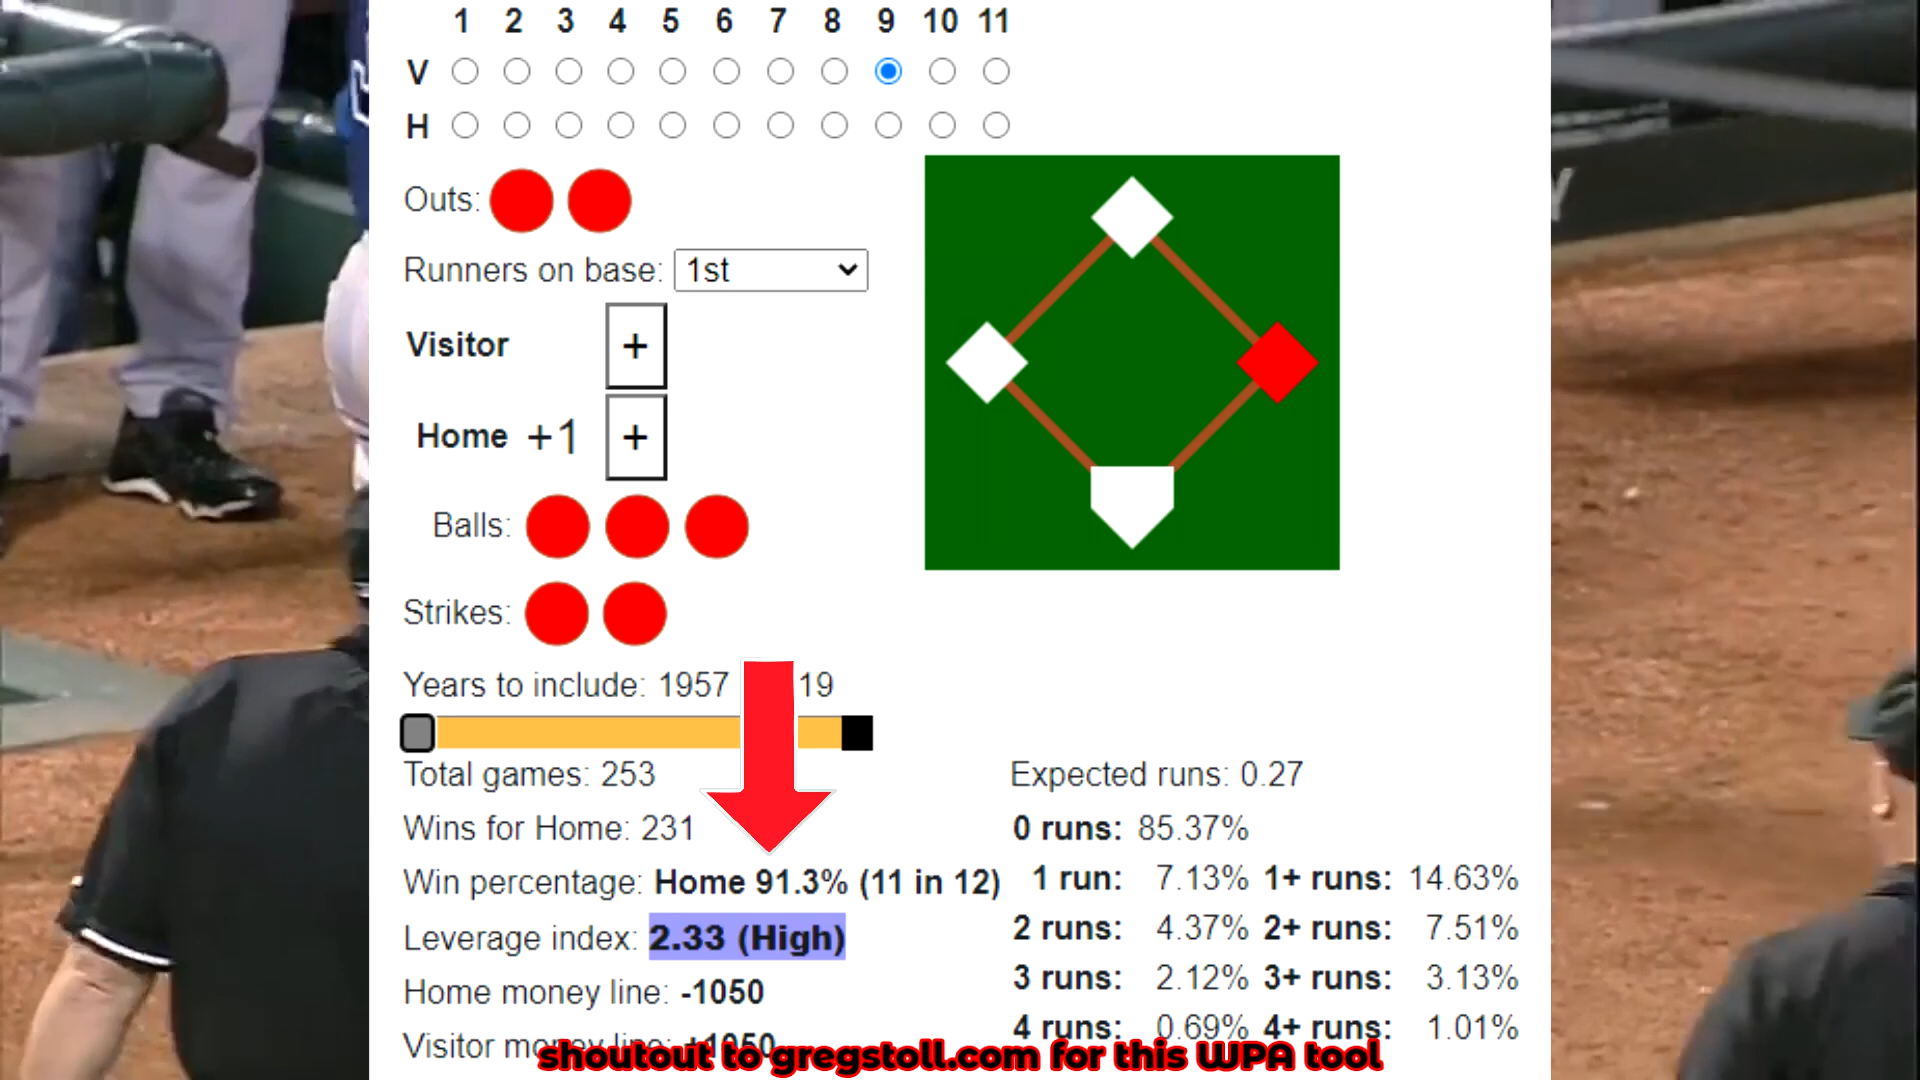 1 2 3 4 5 6 7 8 9 10 11
V
H
Outs:
Runners on base: 1st
Visitor +
Home +1 +
Balls:
Strikes:
Years to include: 1957 19
Total games: 253
Wins for Home: 231
Win percentage: Home 91.3% (11 in 12)
Leverage index: 2.33 (High)
Home money line: -1050
Visitor money line: +1050
Expected runs: 0.27
0 runs: 85.37%
1 run: 7.13% 1+ runs: 14.63%
2 runs: 4.37% 2+ runs: 7.51%
3 runs: 2.12% 3+ runs: 3.13%
4 runs: 0.69% 4+ runs: 1.01%
shoutout to gregstoll.com for this WPA tool
Y